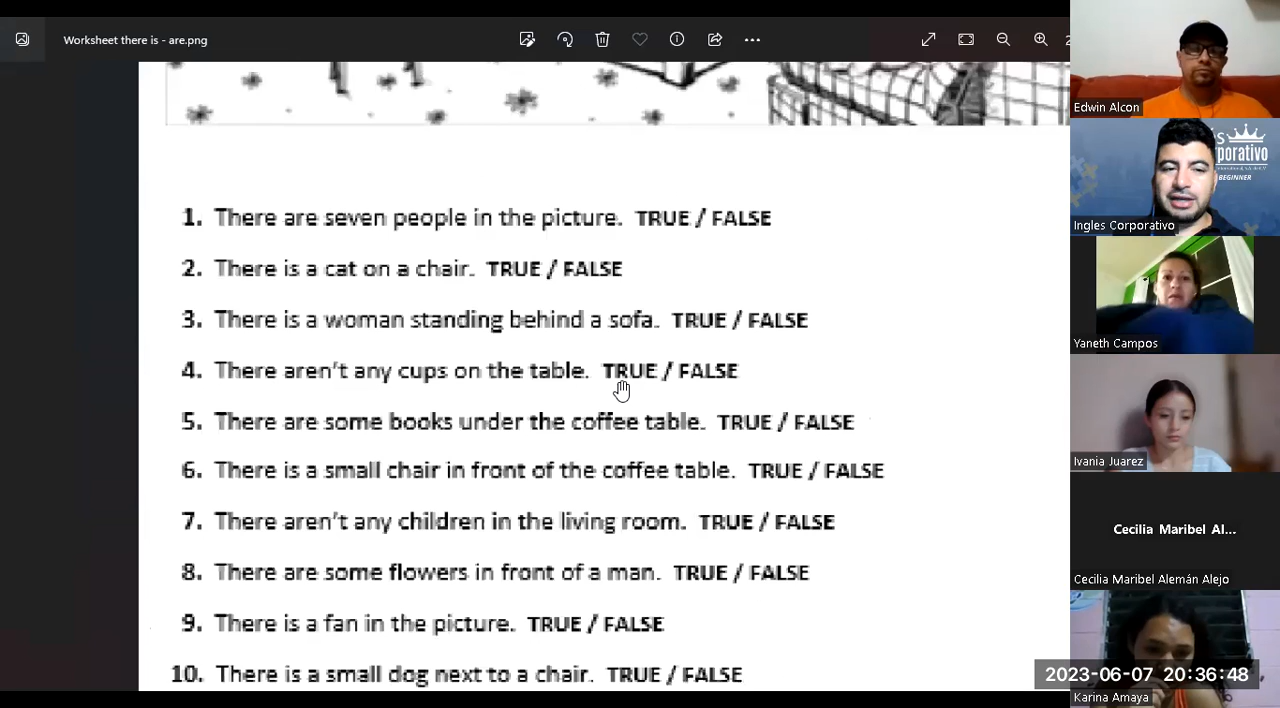 Worksheet there is - are.png
1. There are seven people in the picture. TRUE / FALSE
2. There is a cat on a chair. TRUE / FALSE
3. There is a woman standing behind a sofa. TRUE / FALSE
4. There aren't any cups on the table. TRUE / FALSE
5. There are some books under the coffee table. TRUE / FALSE
6. There is a small chair in front of the coffee table. TRUE / FALSE
7. There aren't any children in the living room. TRUE / FALSE
8. There are some flowers in front of a man. TRUE / FALSE
9. There is a fan in the picture. TRUE / FALSE
10. There is a small dog next to a chair. TRUE / FALSE
Edwin Alcon
BEGINNER
Ingles Corporativo
Yaneth Campos
Ivania Juarez
Cecilia Maribel Al...
Cecilia Maribel Alemán Alejo
2023-06-07 20:36:48
Karina Amaya